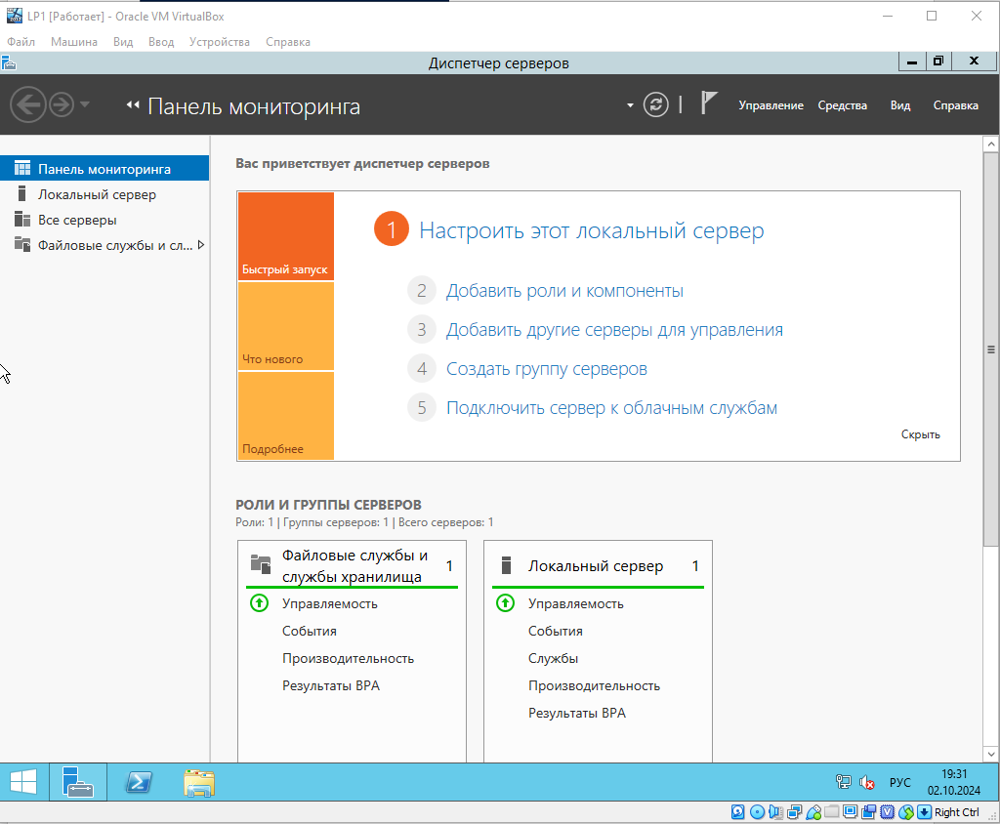 LP1 [Работает] - Oracle VM VirtualBox
Файл Машина Вид Ввод Устройства Справка
Диспетчер серверов
Панель мониторинга
Управление Средства Вид Справка
Панель мониторинга
Локальный сервер
Все серверы
Файловые службы и сл...
Вас приветствует диспетчер серверов
Быстрый запуск
Что нового
Подробнее
1 Настроить этот локальный сервер
2 Добавить роли и компоненты
3 Добавить другие серверы для управления
4 Создать группу серверов
5 Подключить сервер к облачным службам
Скрыть
РОЛИ И ГРУППЫ СЕРВЕРОВ
Роли: 1 | Группы серверов: 1 | Всего серверов: 1
Файловые службы и
службы хранилища
1
Управляемость
События
Производительность
Результаты BPA
Локальный сервер 1
Управляемость
События
Службы
Производительность
Результаты BPA
РУС
19:31
02.10.2024
Right Ctrl